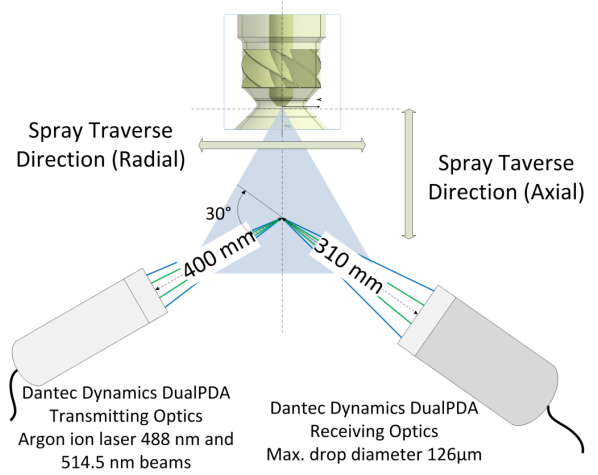 Spray Traverse
Direction (Radial)
Spray Taverse
Direction (Axial)
30°
400 mm
310 mm
Dantec Dynamics DualPDA
Transmitting Optics
Argon ion laser 488 nm and
514.5 nm beams
Dantec Dynamics DualPDA
Receiving Optics
Max. drop diameter 126µm